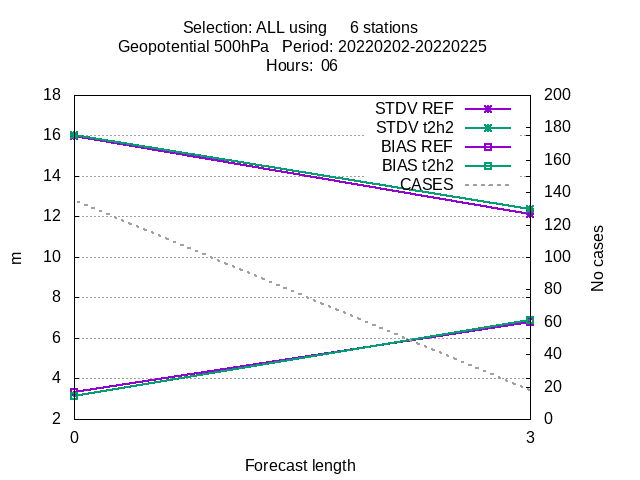 Selection: ALL using     6 stations
Geopotential 500hPa   Period: 20220202-20220225
Hours:  06
18 200
STDV REF
180
STDV t2h2
16
BIAS REF
160
BIAS t2h2
14
CASES
140
12
120
m
10 100
No cases
8
80
6
60
40
4
20
2 0
0 3
Forecast length